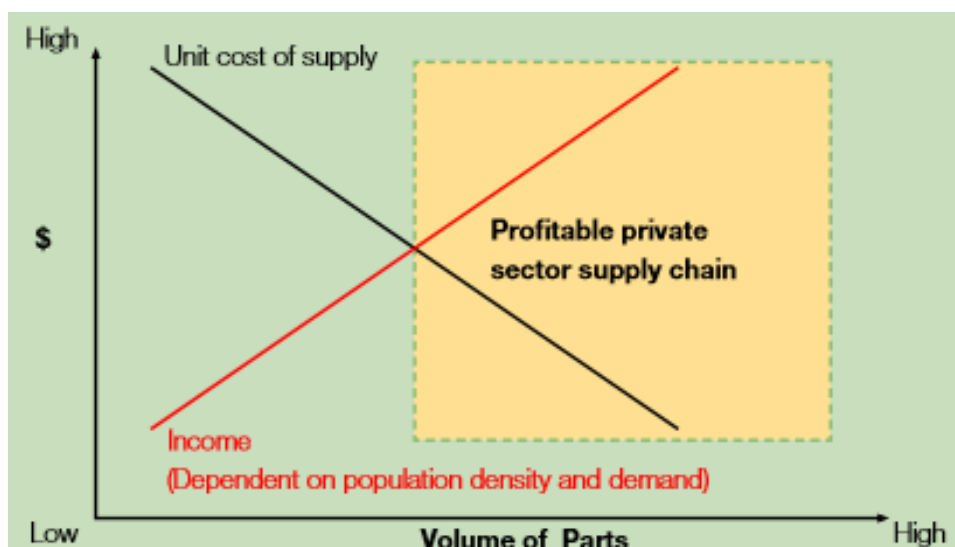 High
Unit cost of supply
$
Profitable private
sector supply chain
Income
(Dependent on population density and demand)
Low
Volume of Parts
High